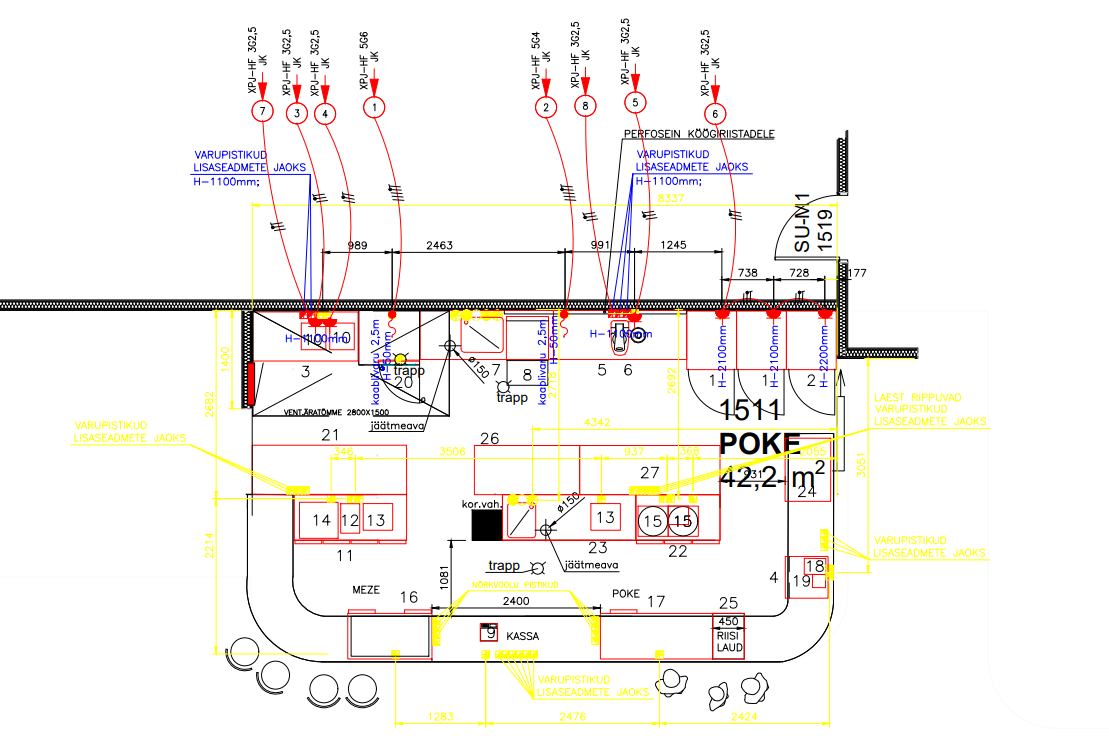 XPJ-HF 3G2,5
JK
XPJ-HF 3G2,5
JK
XPJ-HF 3G2,5
JK
XPJ-HF 5G6
JK
XPJ-HF 5G4
JK
XPJ-HF 3G2,5
JK
XPJ-HF 3G2,5
JK
XPJ-HF 3G2,5
JK
7
3
4
1
2
8
5
6
PERFOSEIN KÖÖGIRIISTADELE
VARUPISTIKUD
LISASEADMETE JAOKS
H-1100mm;
VARUPISTIKUD
LISASEADMETE JAOKS
H-1100mm;
8337
SU-M1
1519
989
2463
991
1245
738
728
177
H-1100mm
10
10
3
kaablivaru 2,5m
H-50mm
trapp
20
ø150
7
8
trapp
kaablivaru 2,5m
H-50mm
H-1100mm
5
6
2622
H-2100mm
H-2100mm
H-2200mm
1
1
2
1400
2652
VENT.ÄRATÕMME 2800X1500
jäätmeava
1511
POKE
42,2 m²
LAEST RIPPUVAD
VARUPISTIKUD
LISASEADMETE JAOKS
VARUPISTIKUD
LISASEADMETE JAOKS
21
26
4342
346
3506
937
368
2055
27
931
24
3051
kor.vah.
ø150
14
12
13
13
15
15
11
23
22
jäätmeava
trapp
VARUPISTIKUD
LISASEADMETE JAOKS
18
19
4
2214
1081
MEZE
16
NÕRKVOOLU PISTIKUD
2400
POKE
17
25
450
RIISI
LAUD
9
KASSA
VARUPISTIKUD
LISASEADMETE JAOKS
1283
2476
2424